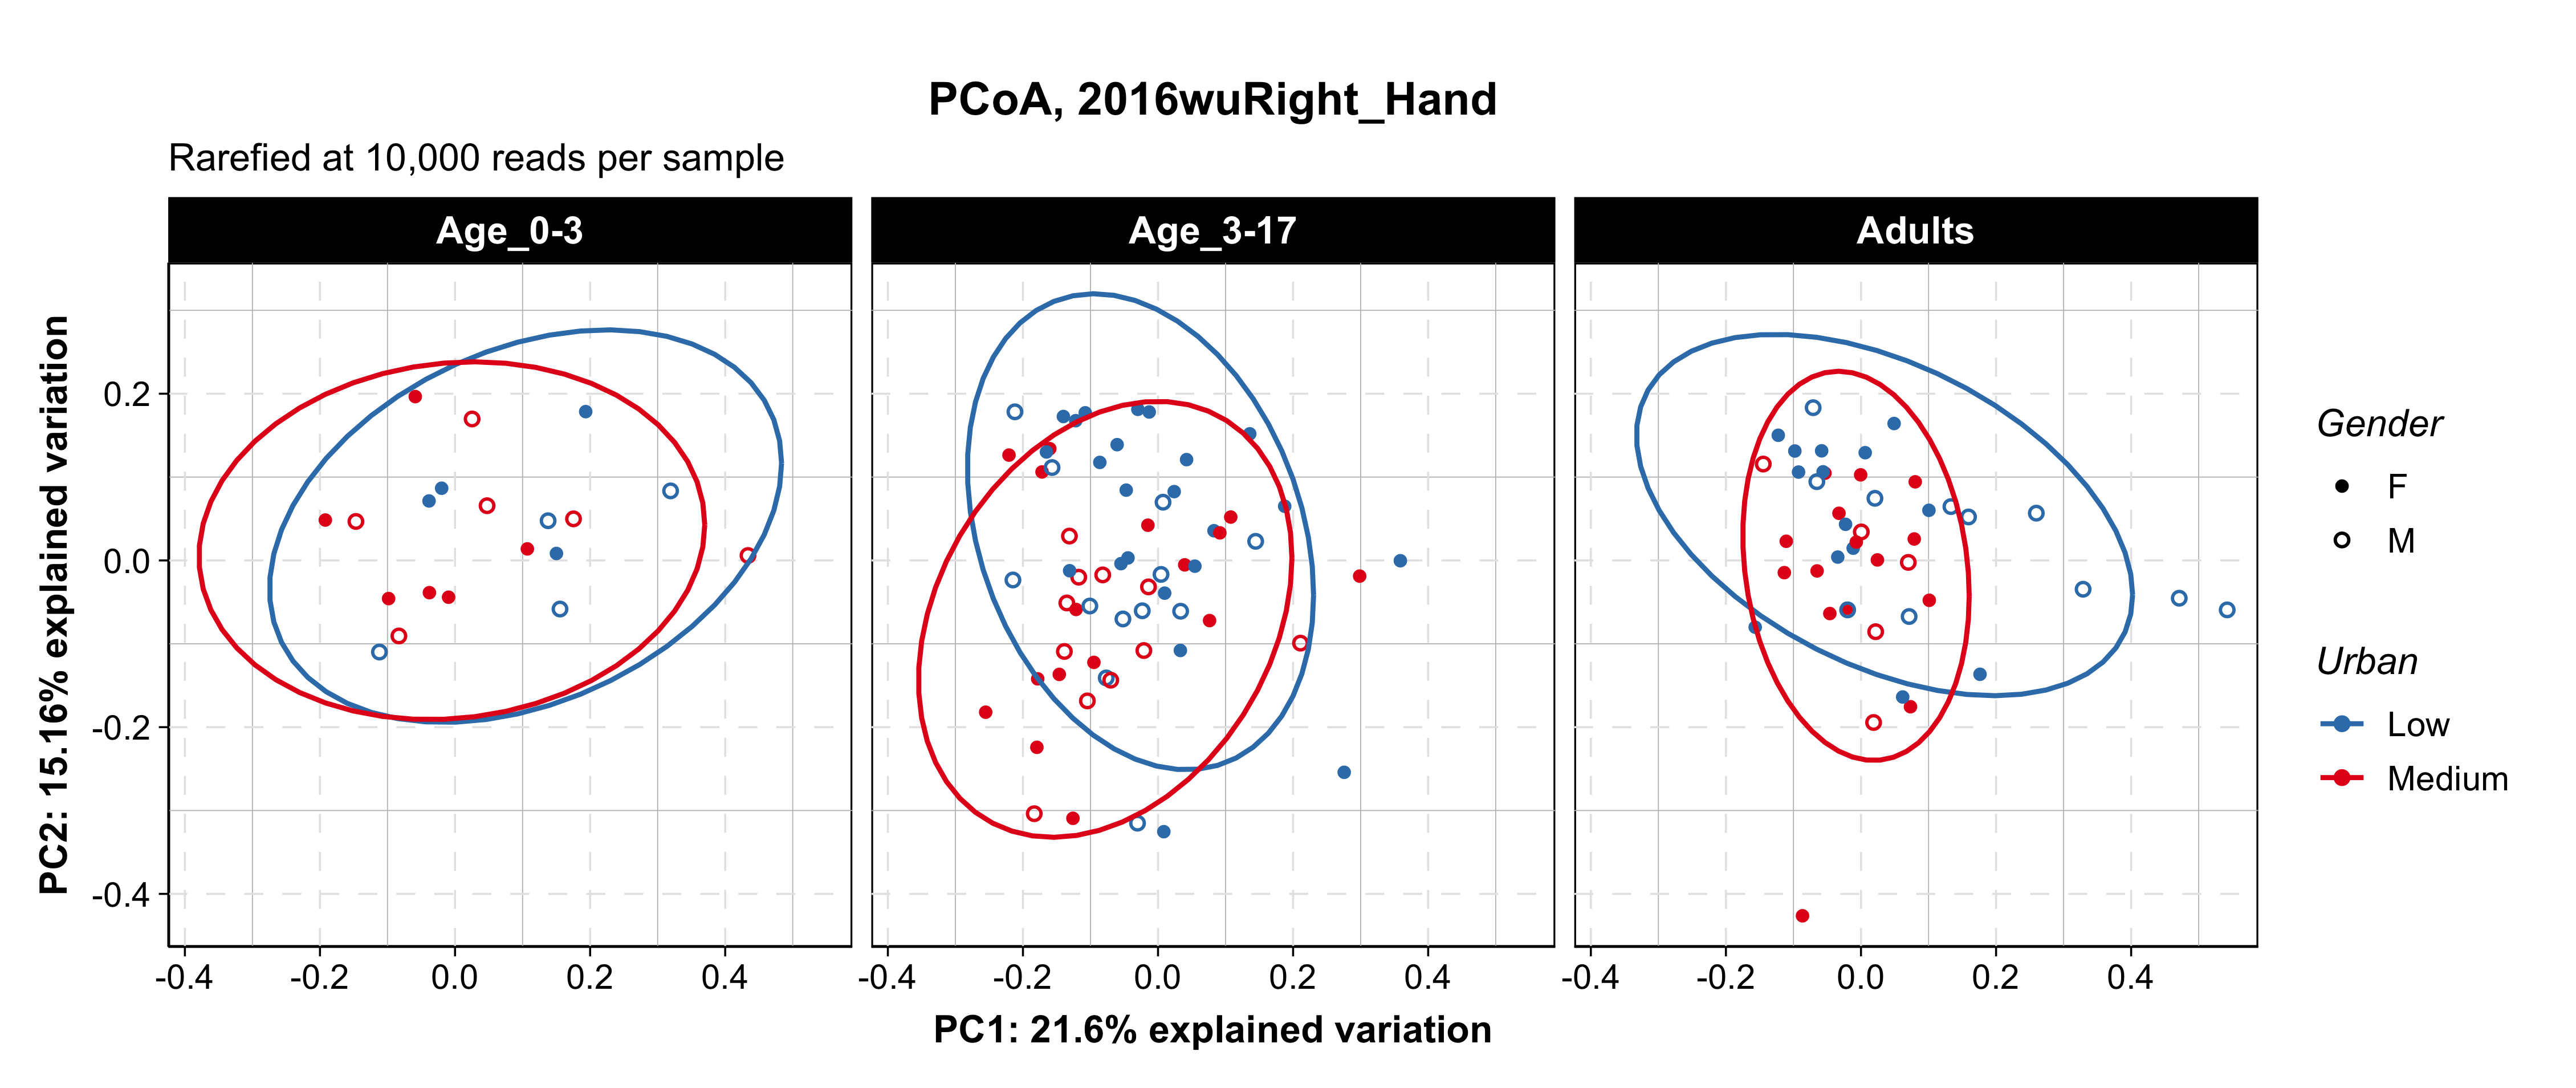 PCoA, 2016wuRight_Hand
Rarefied at 10,000 reads per sample
Age_0-3
Age_3-17
Adults
PC2: 15.16% explained variation
0.2
0.0
-0.2
-0.4
-0.4 -0.2 0.0 0.2 0.4
-0.4 -0.2 0.0 0.2 0.4
-0.4 -0.2 0.0 0.2 0.4
PC1: 21.6% explained variation
Gender
F
M
Urban
Low
Medium